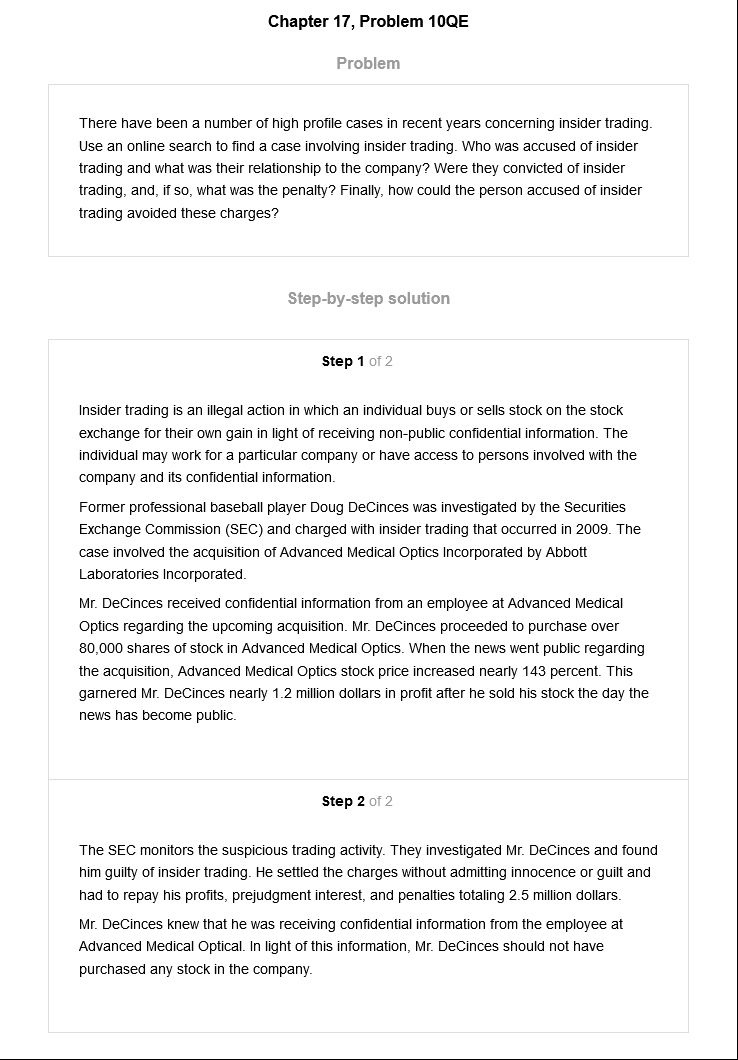 Chapter 17, Problem 10QE
Problem
There have been a number of high profile cases in recent years concerning insider trading.
Use an online search to find a case involving insider trading. Who was accused of insider
trading and what was their relationship to the company? Were they convicted of insider
trading, and, if so, what was the penalty? Finally, how could the person accused of insider
trading avoided these charges?
Step-by-step solution
Step 1 of 2
Insider trading is an illegal action in which an individual buys or sells stock on the stock
exchange for their own gain in light of receiving non-public confidential information. The
individual may work for a particular company or have access to persons involved with the
company and its confidential information.
Former professional baseball player Doug DeCinces was investigated by the Securities
Exchange Commission (SEC) and charged with insider trading that occurred in 2009. The
case involved the acquisition of Advanced Medical Optics Incorporated by Abbott
Laboratories Incorporated.
Mr. DeCinces received confidential information from an employee at Advanced Medical
Optics regarding the upcoming acquisition. Mr. DeCinces proceeded to purchase over
80,000 shares of stock in Advanced Medical Optics. When the news went public regarding
the acquisition, Advanced Medical Optics stock price increased nearly 143 percent. This
garnered Mr. DeCinces nearly 1.2 million dollars in profit after he sold his stock the day the
news has become public.
Step 2 of 2
The SEC monitors the suspicious trading activity. They investigated Mr. DeCinces and found
him guilty of insider trading. He settled the charges without admitting innocence or guilt and
had to repay his profits, prejudgment interest, and penalties totaling 2.5 million dollars.
Mr. DeCinces knew that he was receiving confidential information from the employee at
Advanced Medical Optical. In light of this information, Mr. DeCinces should not have
purchased any stock in the company.